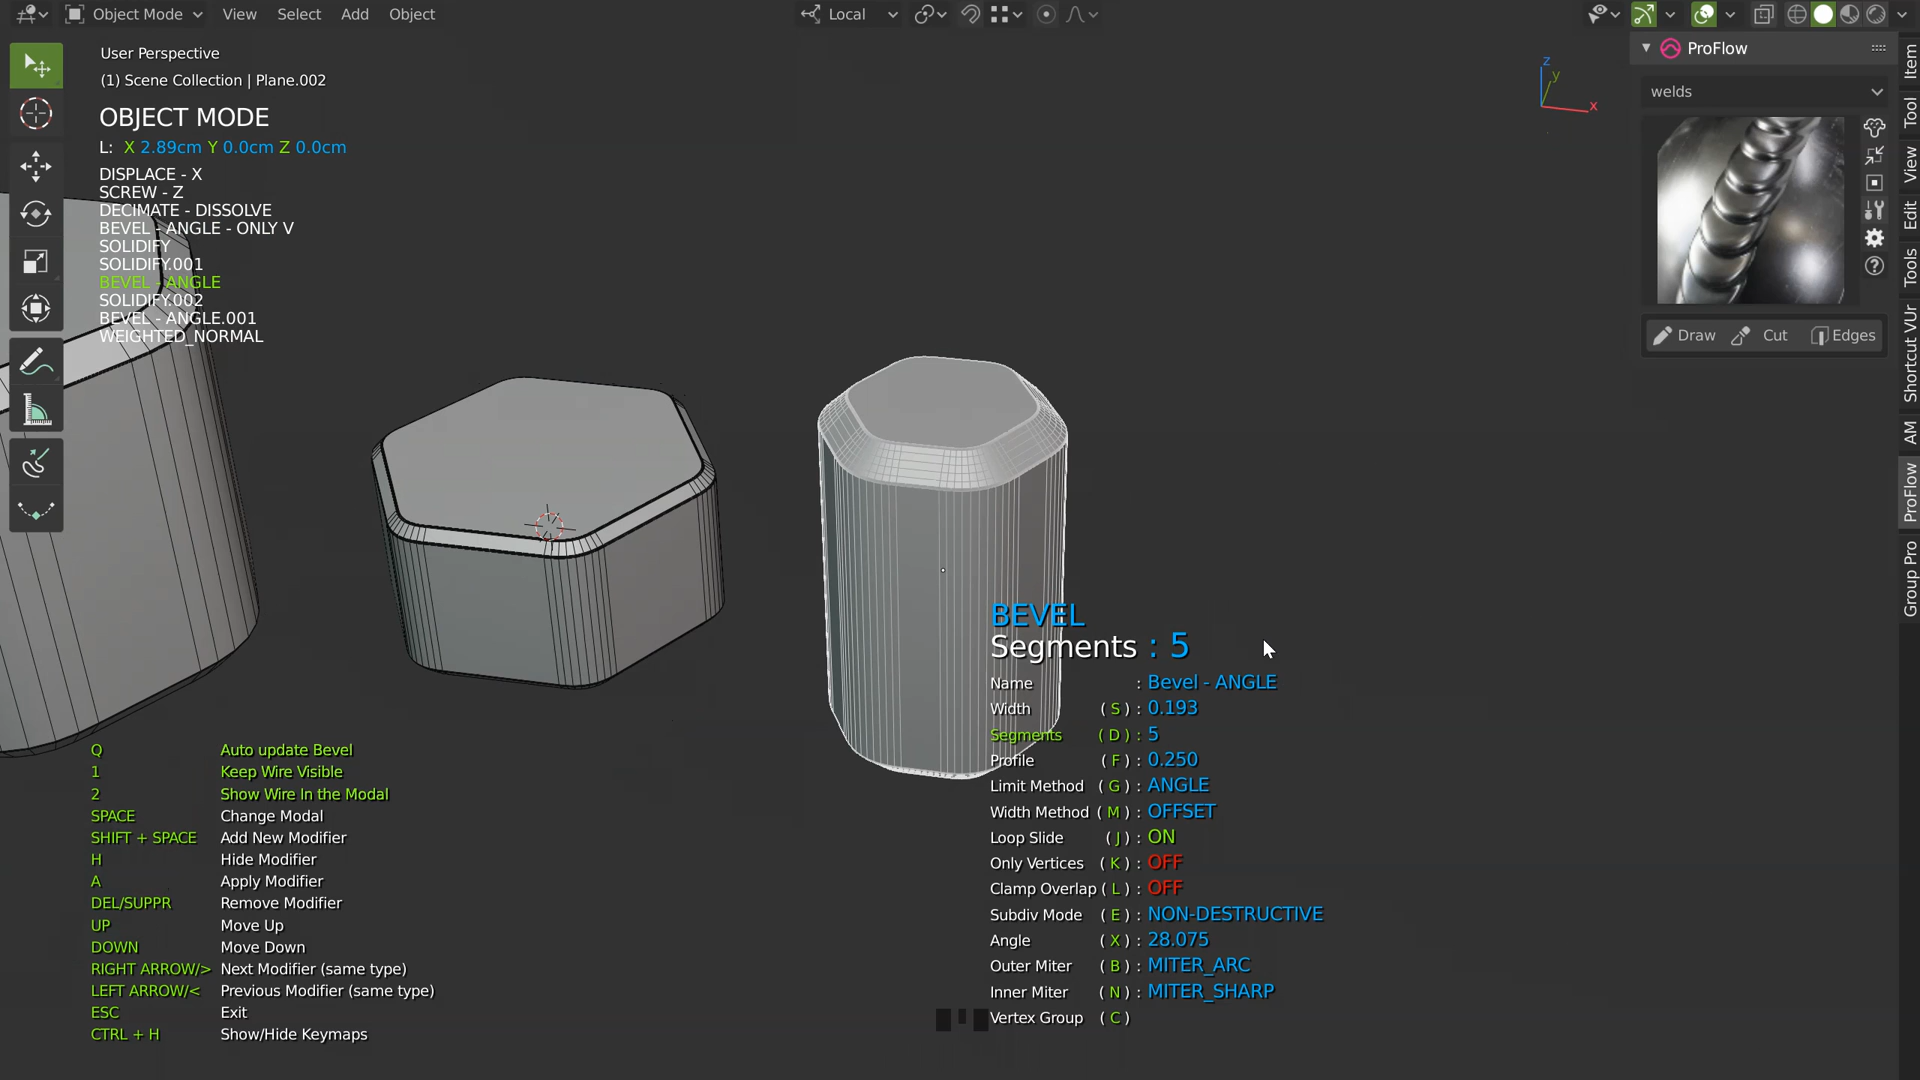 Object Mode View Select Add Object Local
User Perspective
(1) Scene Collection | Plane.002
OBJECT MODE
L: X 2.89cm Y 0.0cm Z 0.0cm
DISPLACE - X
SCREW - Z
DECIMATE - DISSOLVE
BEVEL - ANGLE - ONLY V
SOLIDIFY
SOLIDIFY.001
BEVEL - ANGLE
SOLIDIFY.002
BEVEL - ANGLE.001
WEIGHTED_NORMAL
z
y
x
ProFlow
welds
Draw Cut Edges
Item
Tool
View
Edit
Tools
Shortcut VUr
AM
ProFlow
Group Pro
BEVEL
Segments : 5
Name : Bevel - ANGLE
Width ( S ) : 0.193
Segments ( D ) : 5
Profile ( F ) : 0.250
Limit Method ( G ) : ANGLE
Width Method ( M ) : OFFSET
Loop Slide ( J ) : ON
Only Vertices ( K ) : OFF
Clamp Overlap ( L ) : OFF
Subdiv Mode ( E ) : NON-DESTRUCTIVE
Angle ( X ) : 28.075
Outer Miter ( B ) : MITER_ARC
Inner Miter ( N ) : MITER_SHARP
Vertex Group ( C )
Q Auto update Bevel
1 Keep Wire Visible
2 Show Wire In the Modal
SPACE Change Modal
SHIFT + SPACE Add New Modifier
H Hide Modifier
A Apply Modifier
DEL/SUPPR Remove Modifier
UP Move Up
DOWN Move Down
RIGHT ARROW/> Next Modifier (same type)
LEFT ARROW/< Previous Modifier (same type)
ESC Exit
CTRL + H Show/Hide Keymaps